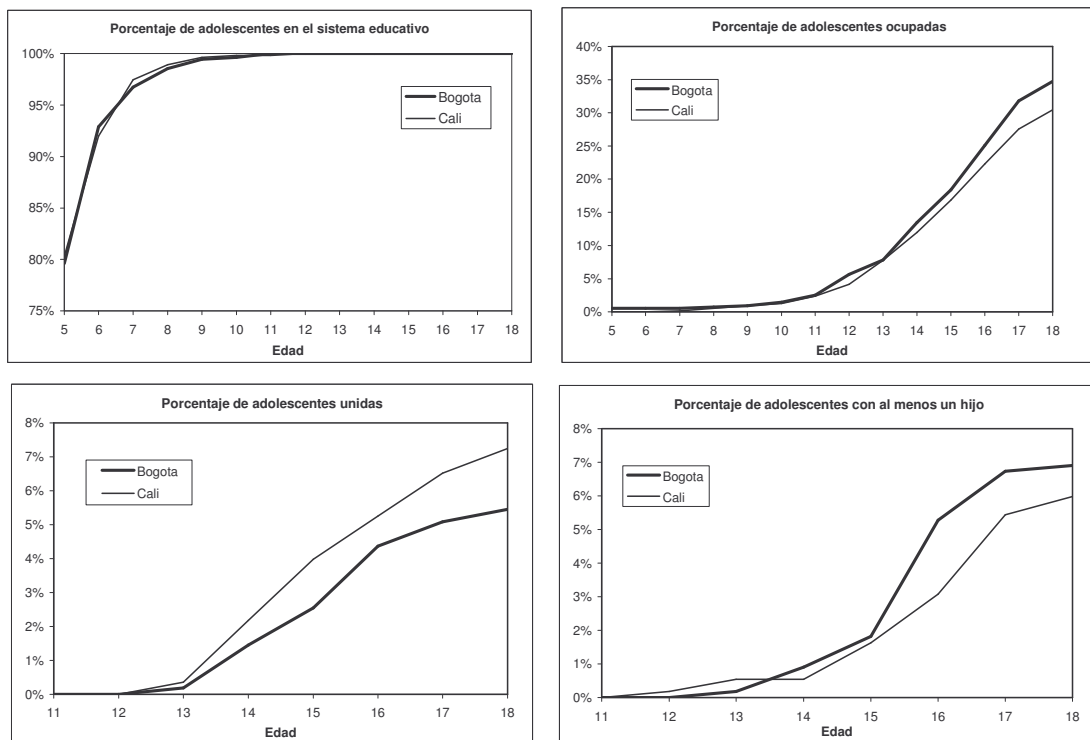 Porcentaje de adolescentes en el sistema educativo
100%
95%
90%
85%
80%
75%
Bogota
Cali
5 6 7 8 9 10 11 12 13 14 15 16 17 18
Edad
Porcentaje de adolescentes ocupadas
40%
35%
30%
25%
20%
15%
10%
5%
0%
Bogota
Cali
5 6 7 8 9 10 11 12 13 14 15 16 17 18
Edad
Porcentaje de adolescentes unidas
8%
7%
6%
5%
4%
3%
2%
1%
0%
Bogota
Cali
11 12 13 14 15 16 17 18
Edad
Porcentaje de adolescentes con al menos un hijo
8%
7%
6%
5%
4%
3%
2%
1%
0%
Bogota
Cali
11 12 13 14 15 16 17 18
Edad